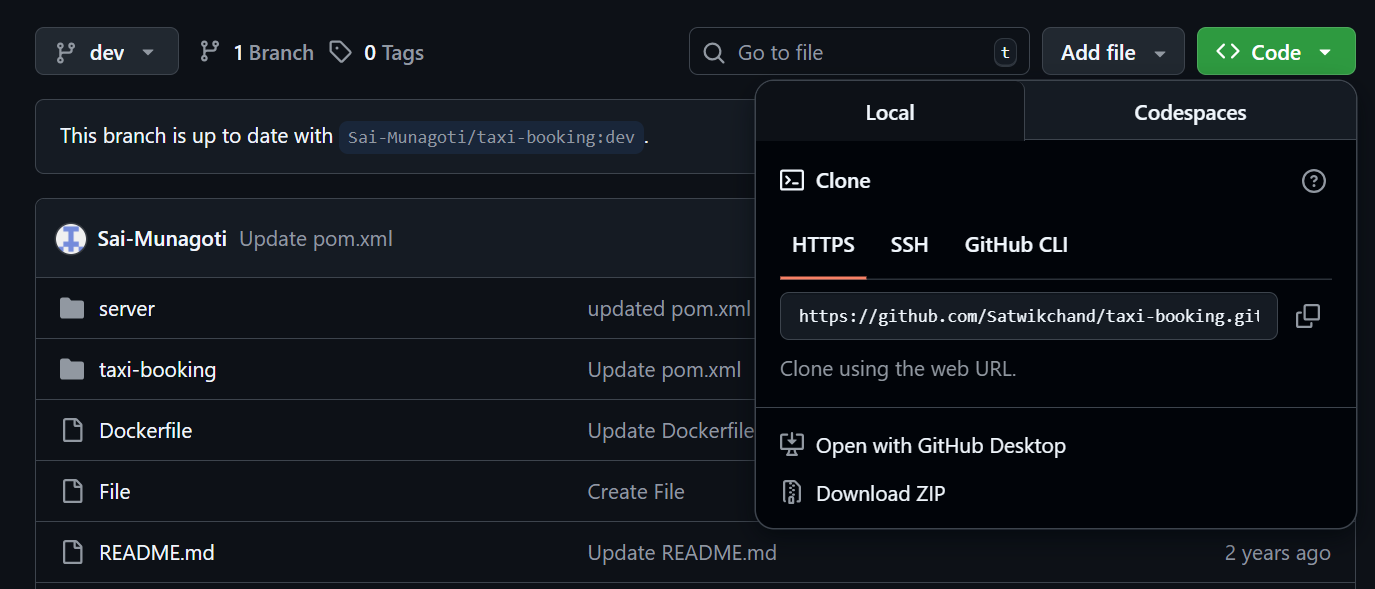 dev 1 Branch 0 Tags Go to file t Add file Code
Local Codespaces
This branch is up to date with Sai-Munagoti/taxi-booking:dev.
Clone
Sai-Munagoti Update pom.xml
HTTPS SSH GitHub CLI
server updated pom.xml
https://github.com/Satwikchand/taxi-booking.git
taxi-booking Update pom.xml
Clone using the web URL.
Dockerfile Update Dockerfile
Open with GitHub Desktop
File Create File
Download ZIP
README.md Update README.md 2 years ago